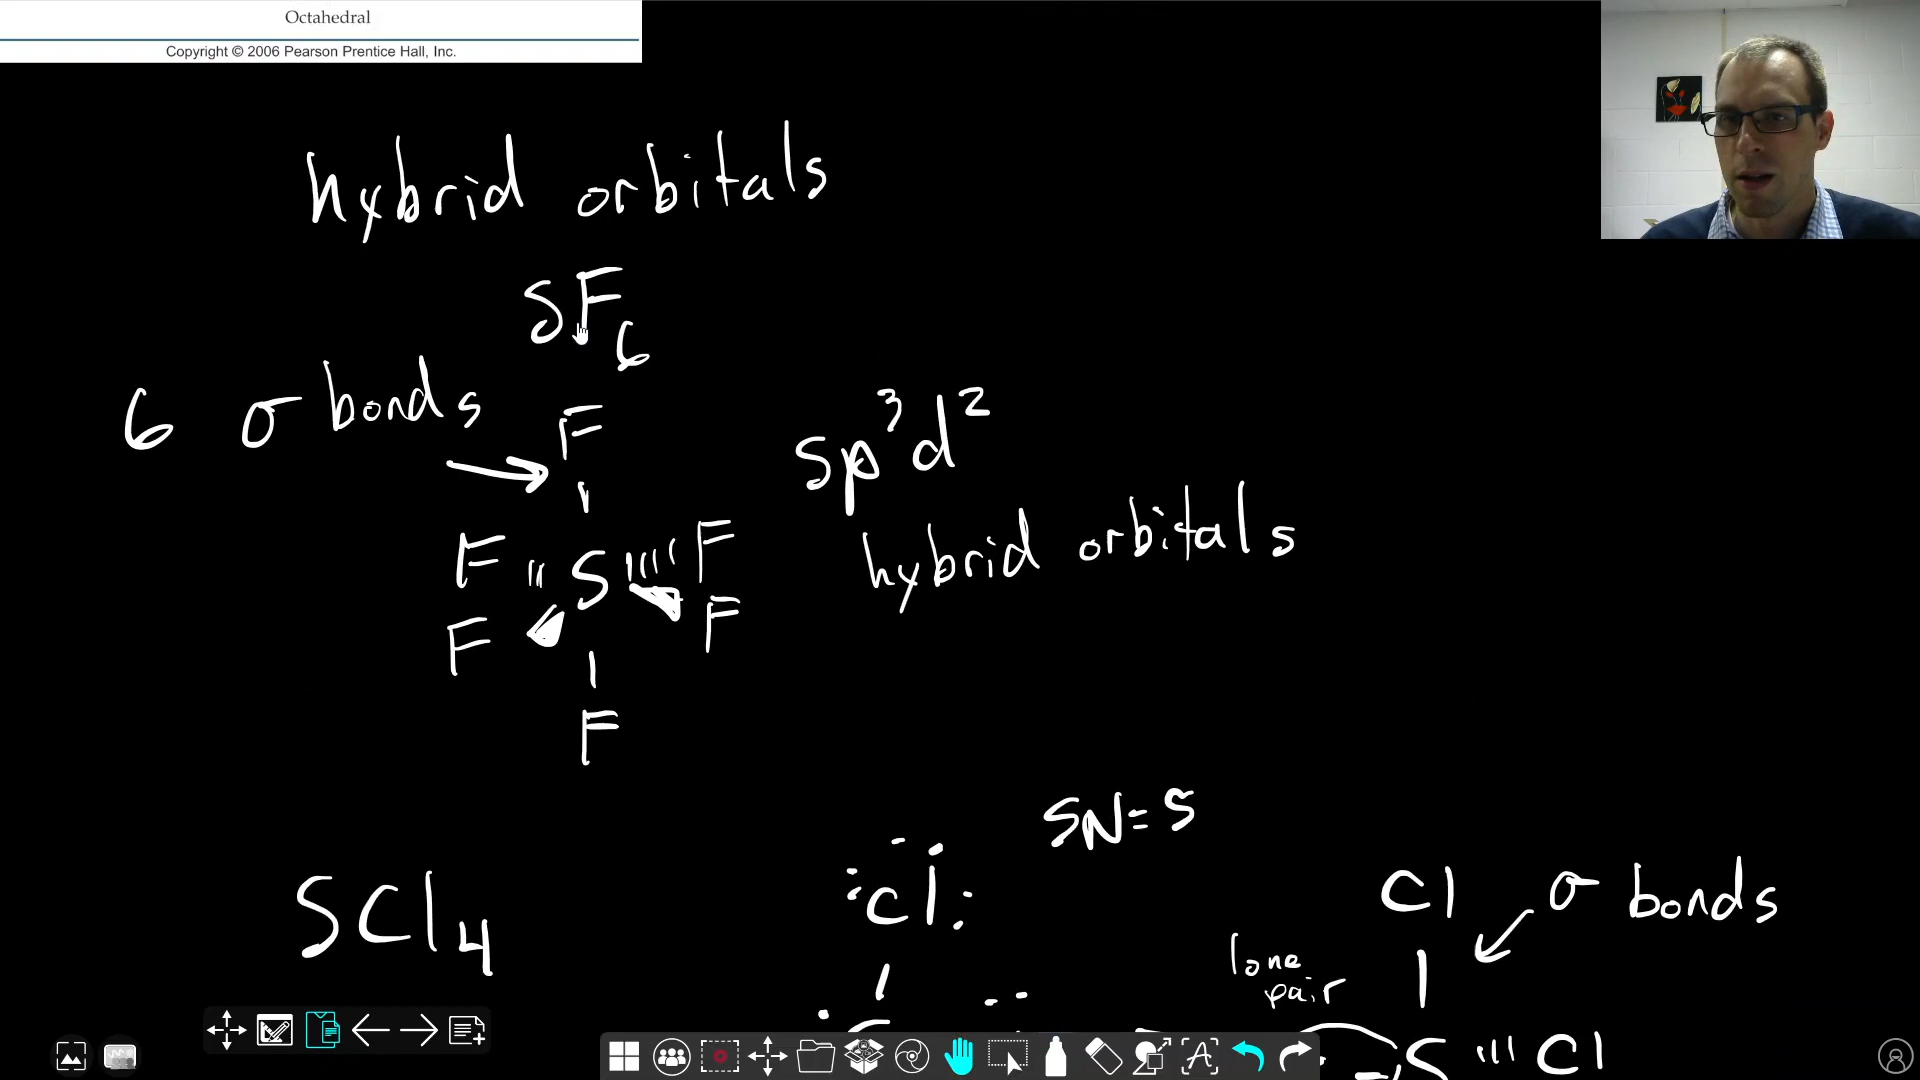 Octahedral
Copyright © 2006 Pearson Prentice Hall, Inc.
hybrid orbitals
SF6
6 σ bonds
F
sp³d²
hybrid orbitals
F S F
F F
F
SN=5
SCl4
Cl
Cl
σ bonds
lone
pair
S Cl